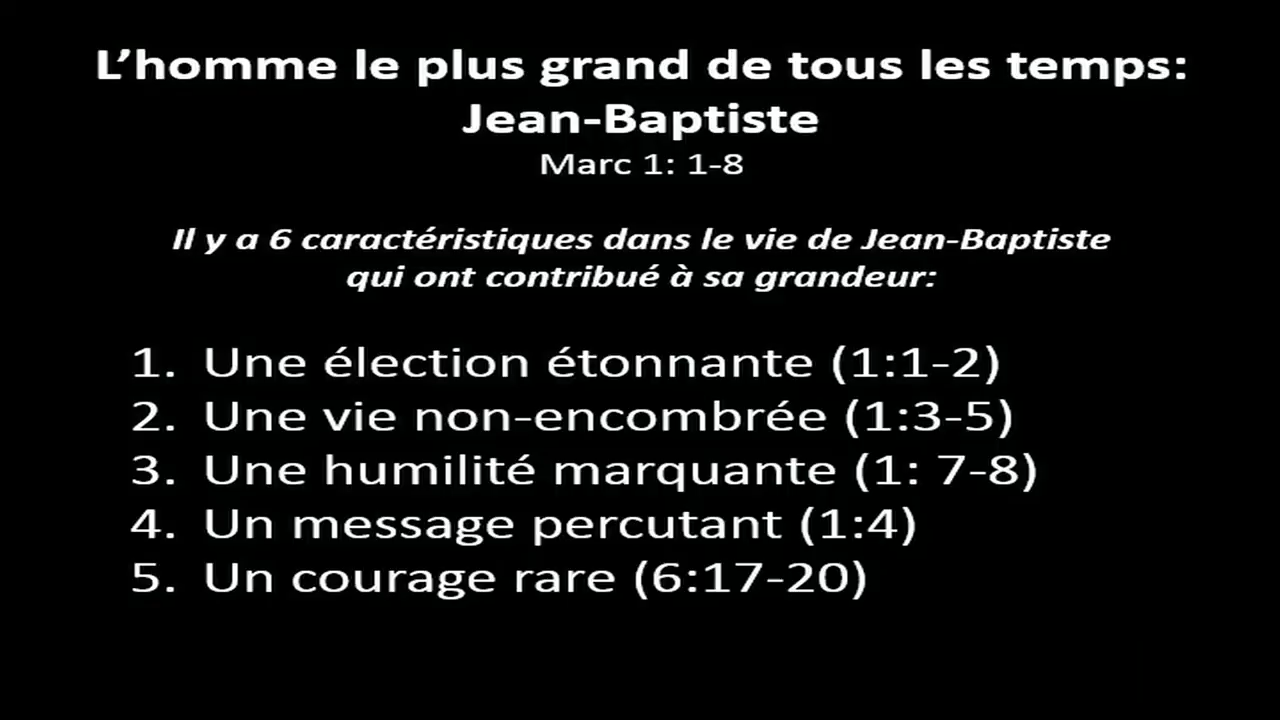 L’homme le plus grand de tous les temps:
Jean-Baptiste
Marc 1: 1-8
Il y a 6 caractéristiques dans le vie de Jean-Baptiste
qui ont contribué à sa grandeur:
1. Une élection étonnante (1:1-2)
2. Une vie non-encombrée (1:3-5)
3. Une humilité marquante (1: 7-8)
4. Un message percutant (1:4)
5. Un courage rare (6:17-20)